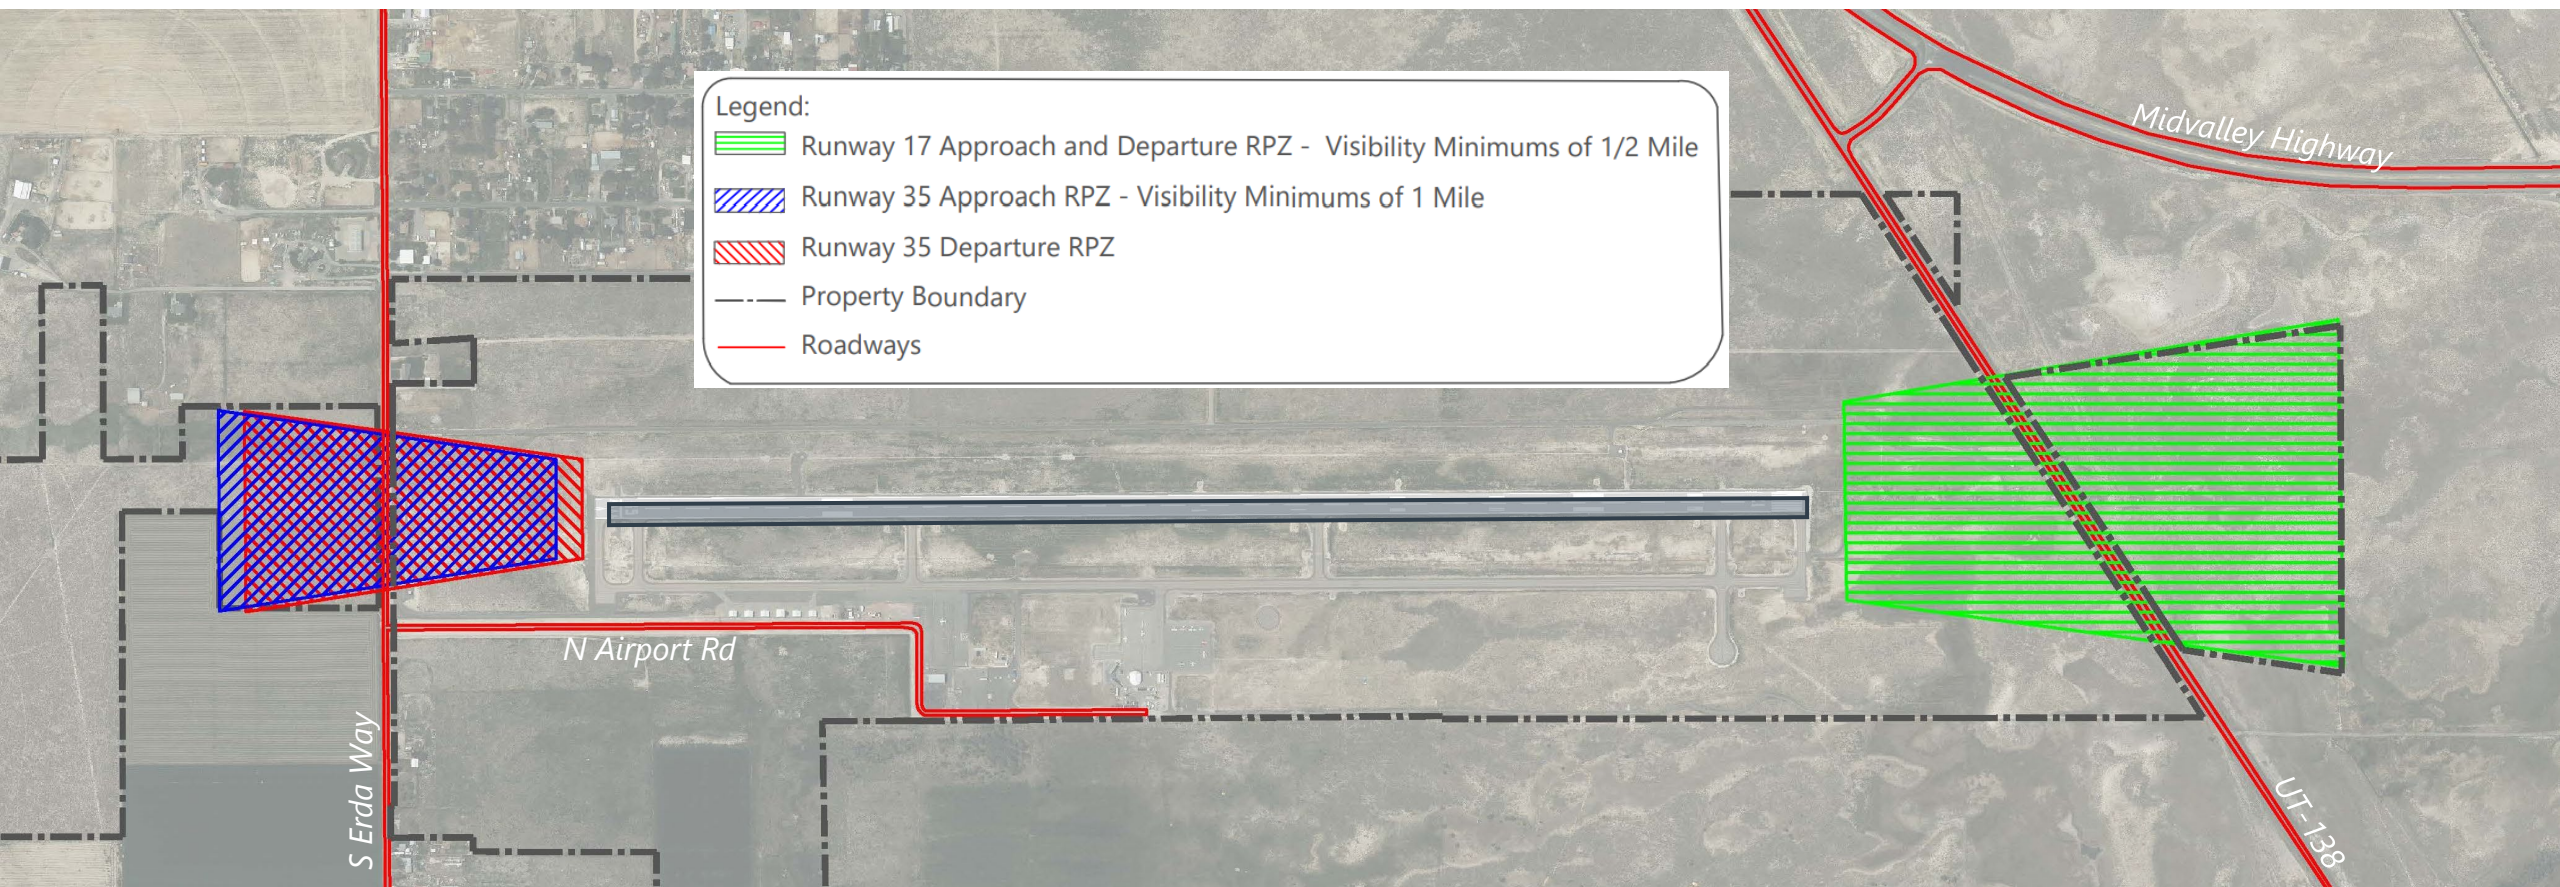 Legend:
Runway 17 Approach and Departure RPZ - Visibility Minimums of 1/2 Mile
Runway 35 Approach RPZ - Visibility Minimums of 1 Mile
Runway 35 Departure RPZ
Property Boundary
Roadways
Midvalley Highway
N Airport Rd
S Erda Way
UT-138